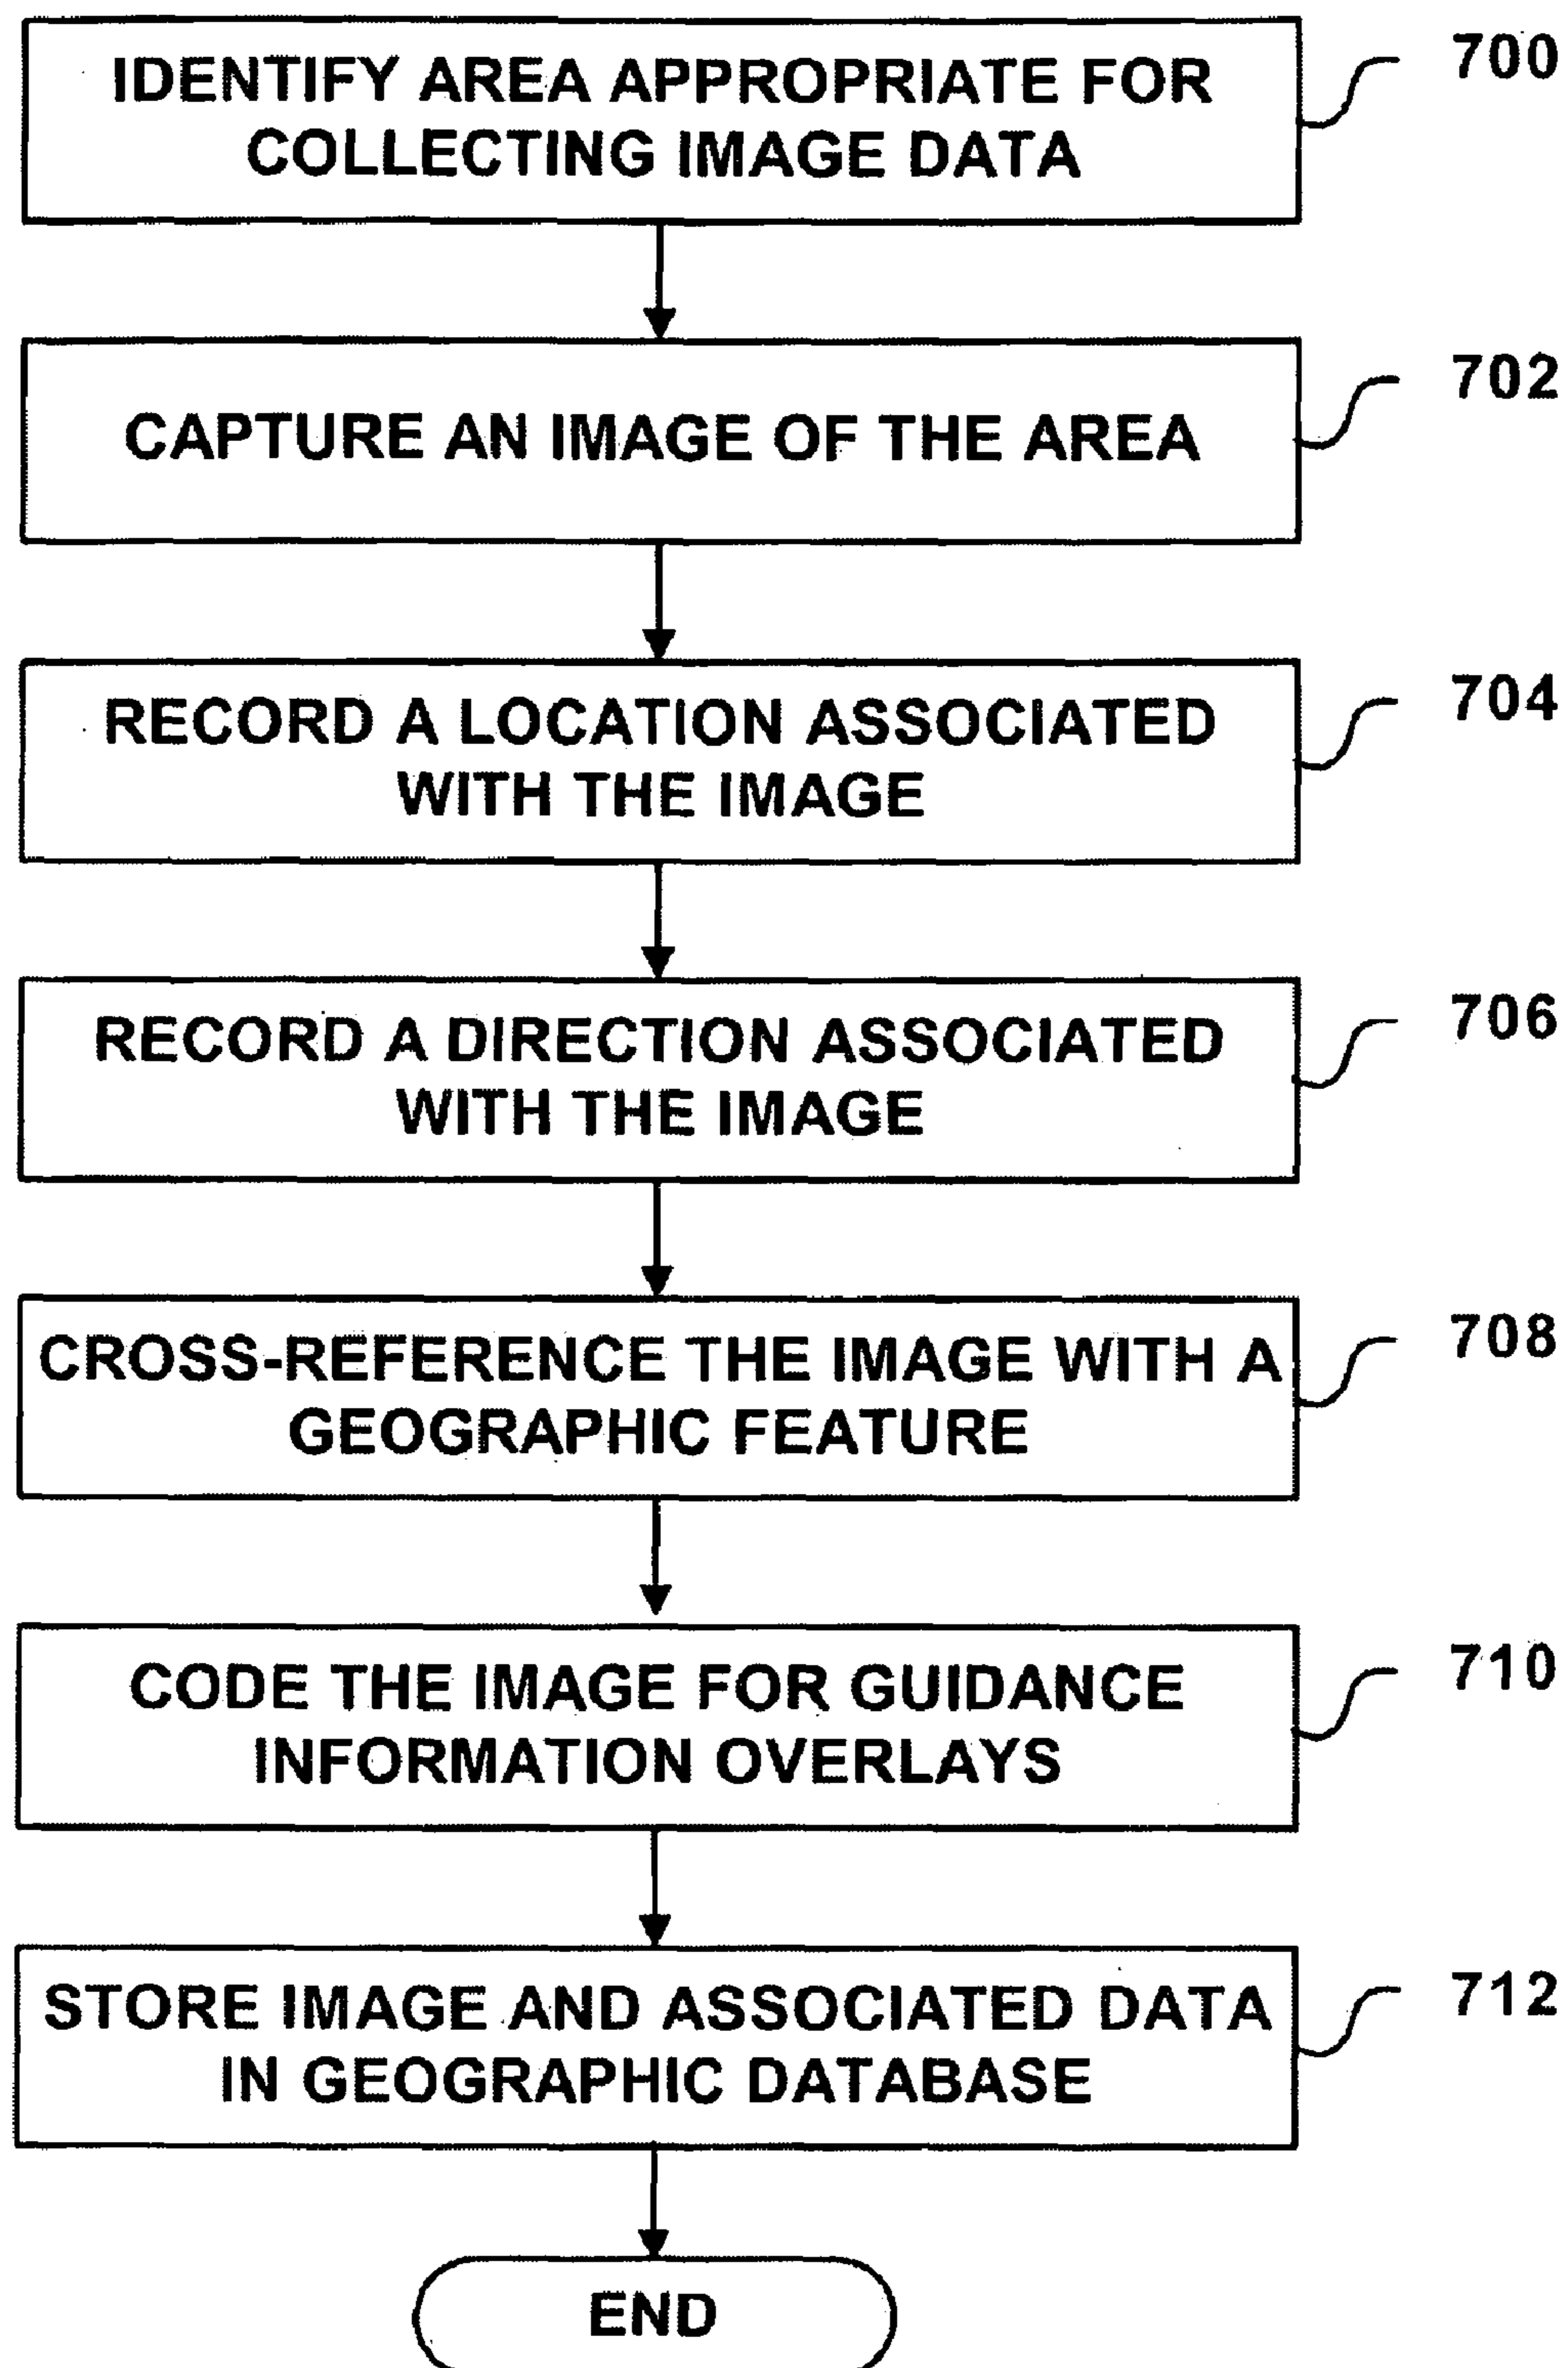 IDENTIFY AREA APPROPRIATE FOR
COLLECTING IMAGE DATA
700
CAPTURE AN IMAGE OF THE AREA
702
RECORD A LOCATION ASSOCIATED
WITH THE IMAGE
704
RECORD A DIRECTION ASSOCIATED
WITH THE IMAGE
706
CROSS-REFERENCE THE IMAGE WITH A
GEOGRAPHIC FEATURE
708
CODE THE IMAGE FOR GUIDANCE
INFORMATION OVERLAYS
710
STORE IMAGE AND ASSOCIATED DATA
IN GEOGRAPHIC DATABASE
712
END